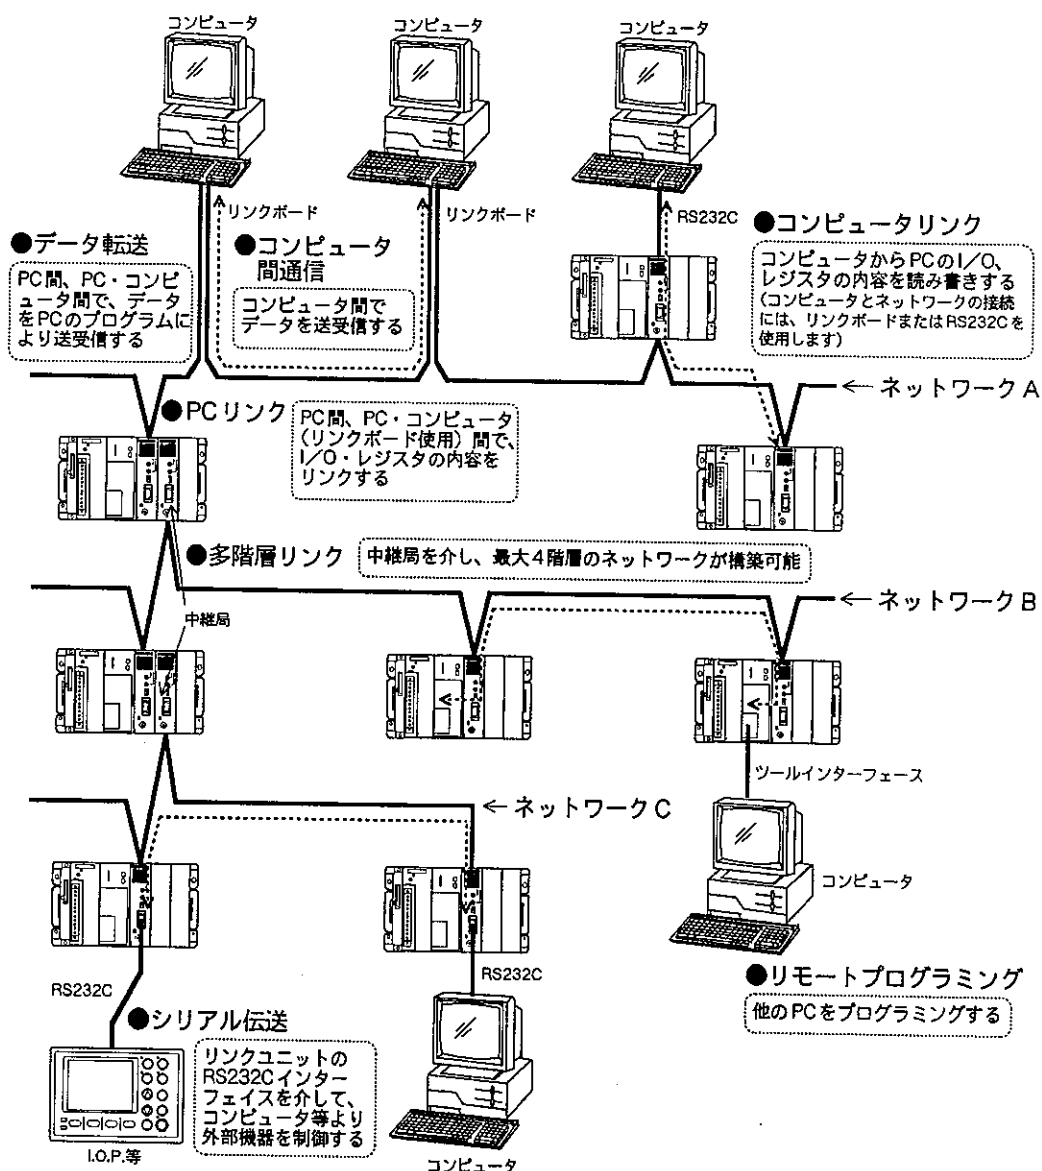 コンピュータ
コンピュータ
コンピュータ
リンクボード
リンクボード
RS232C
●データ転送
PC間、PC・コンピ
ュータ間で、データ
をPCのプログラムに
より送受信する
●コンピュータ
間通信
コンピュータ間で
データを送受信する
●コンピュータリンク
コンピュータからPCのI/O、
レジスタの内容を読み書きする
(コンピュータとネットワークの接続
には、リンクボードまたはRS232Cを
使用します)
←ネットワークA
●PCリンク
PC間、PC・コンピュータ
(リンクボード使用)間で、
I/O・レジスタの内容を
リンクする
●多階層リンク
中継局を介し、最大4階層のネットワークが構築可能
←ネットワークB
中継局
ツールインターフェース
←ネットワークC
コンピュータ
RS232C
RS232C
●リモートプログラミング
他のPCをプログラミングする
●シリアル伝送
リンクユニットの
RS232Cインター
フェイスを介して、
コンピュータ等より
外部機器を制御する
I.O.P.等
コンピュータ